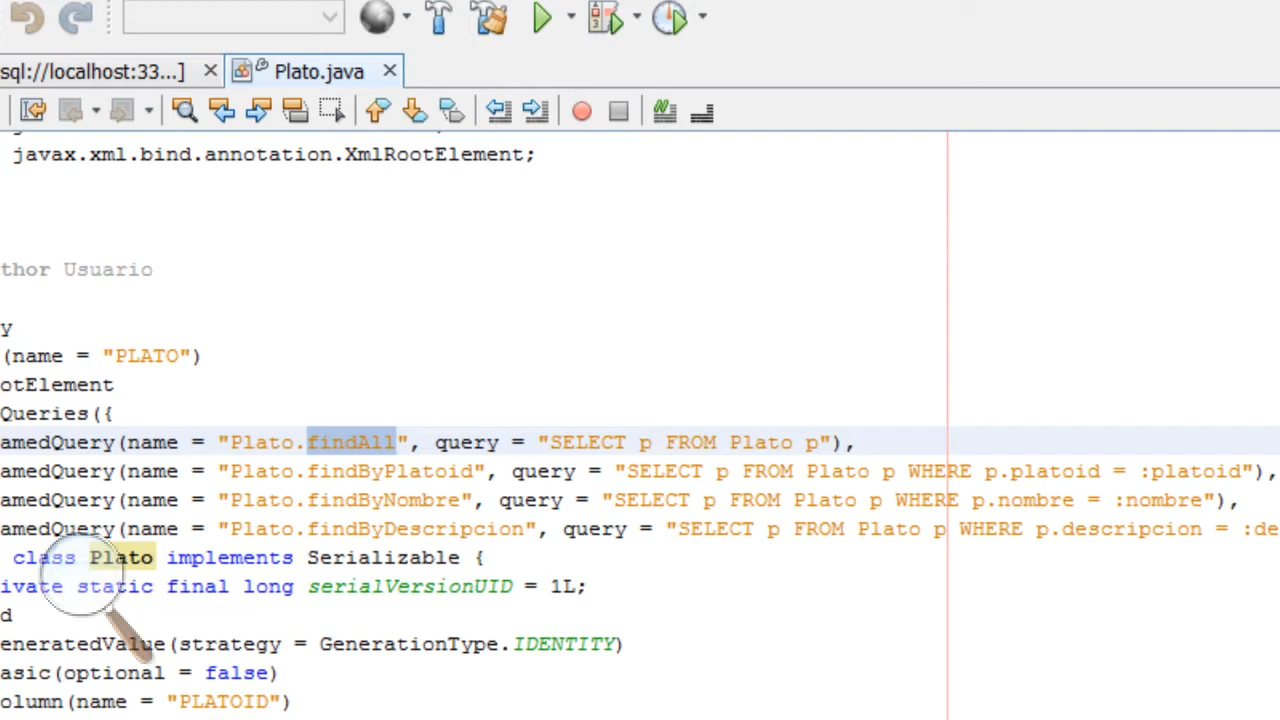 sql://localhost:33...]
Plato.java
javax.xml.bind.annotation.XmlRootElement;
thor Usuario
y
(name = "PLATO")
otElement
Queries({
amedQuery(name = "Plato.findAll", query = "SELECT p FROM Plato p"),
amedQuery(name = "Plato.findByPlatoid", query = "SELECT p FROM Plato p WHERE p.platoid = :platoid"),
amedQuery(name = "Plato.findByNombre", query = "SELECT p FROM Plato p WHERE p.nombre = :nombre"),
amedQuery(name = "Plato.findByDescripcion", query = "SELECT p FROM Plato p WHERE p.descripcion = :de
class Plato implements Serializable {
ivate static final long serialVersionUID = 1L;
d
eneratedValue(strategy = GenerationType.IDENTITY)
asic(optional = false)
olumn(name = "PLATOID")